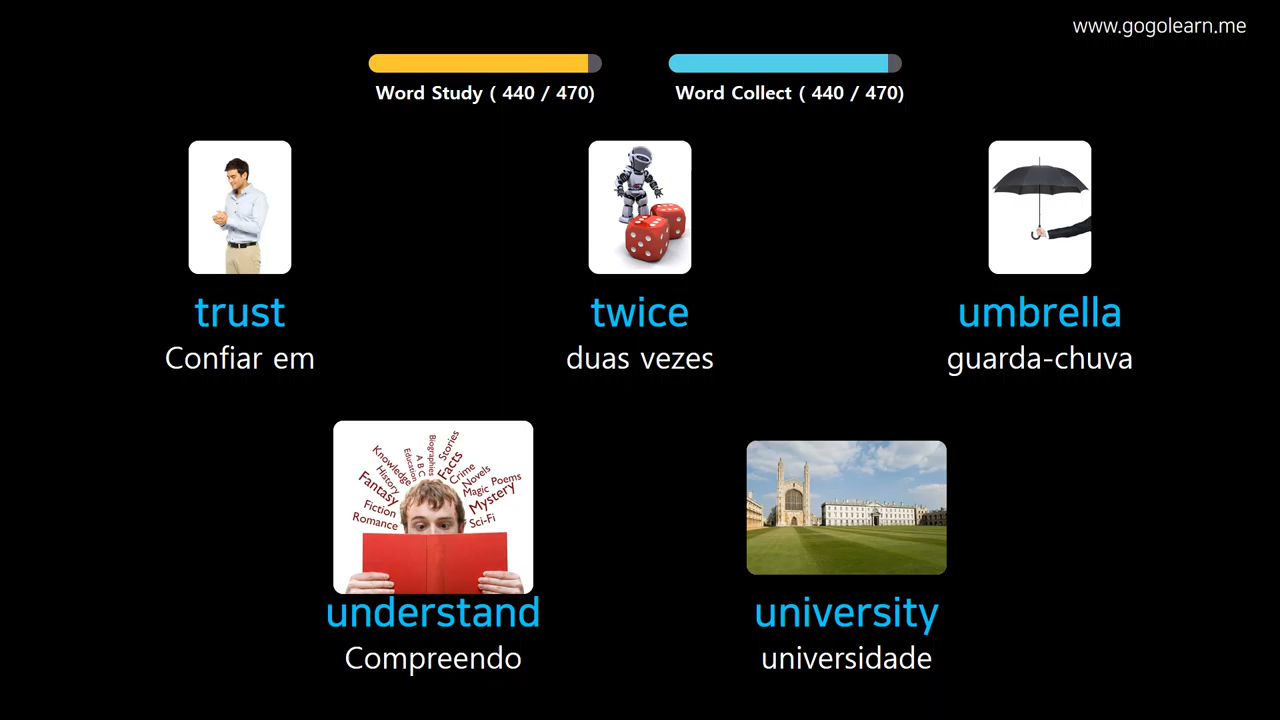 www.gogolearn.me
Word Study ( 440 / 470)
Word Collect ( 440 / 470)
trust
Confiar em
twice
duas vezes
umbrella
guarda-chuva
Knowledge
History
Fantasy
Fiction
Romance
Education
A B C
Biographies
Stories
Facts
Crime
Novels
Magic Poems
Mystery
Sci-Fi
understand
Compreendo
university
universidade